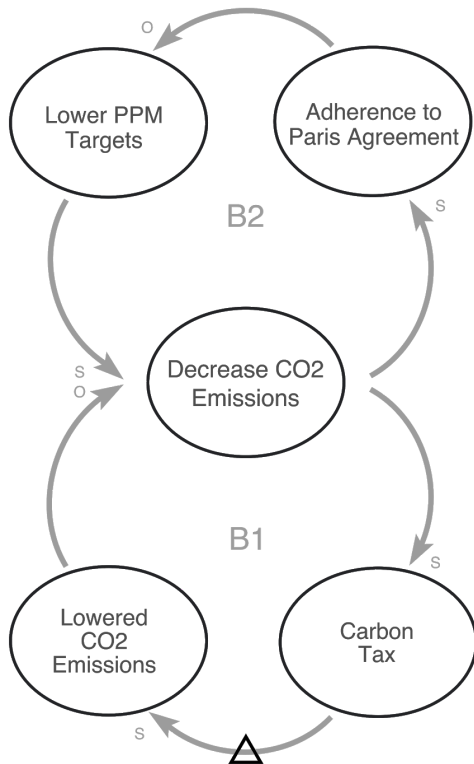 O
Lower PPM
Targets
Adherence to
Paris Agreement
S
B2
S
O
Decrease CO2
Emissions
B1
S
Lowered
CO2
Emissions
Carbon
Tax
S